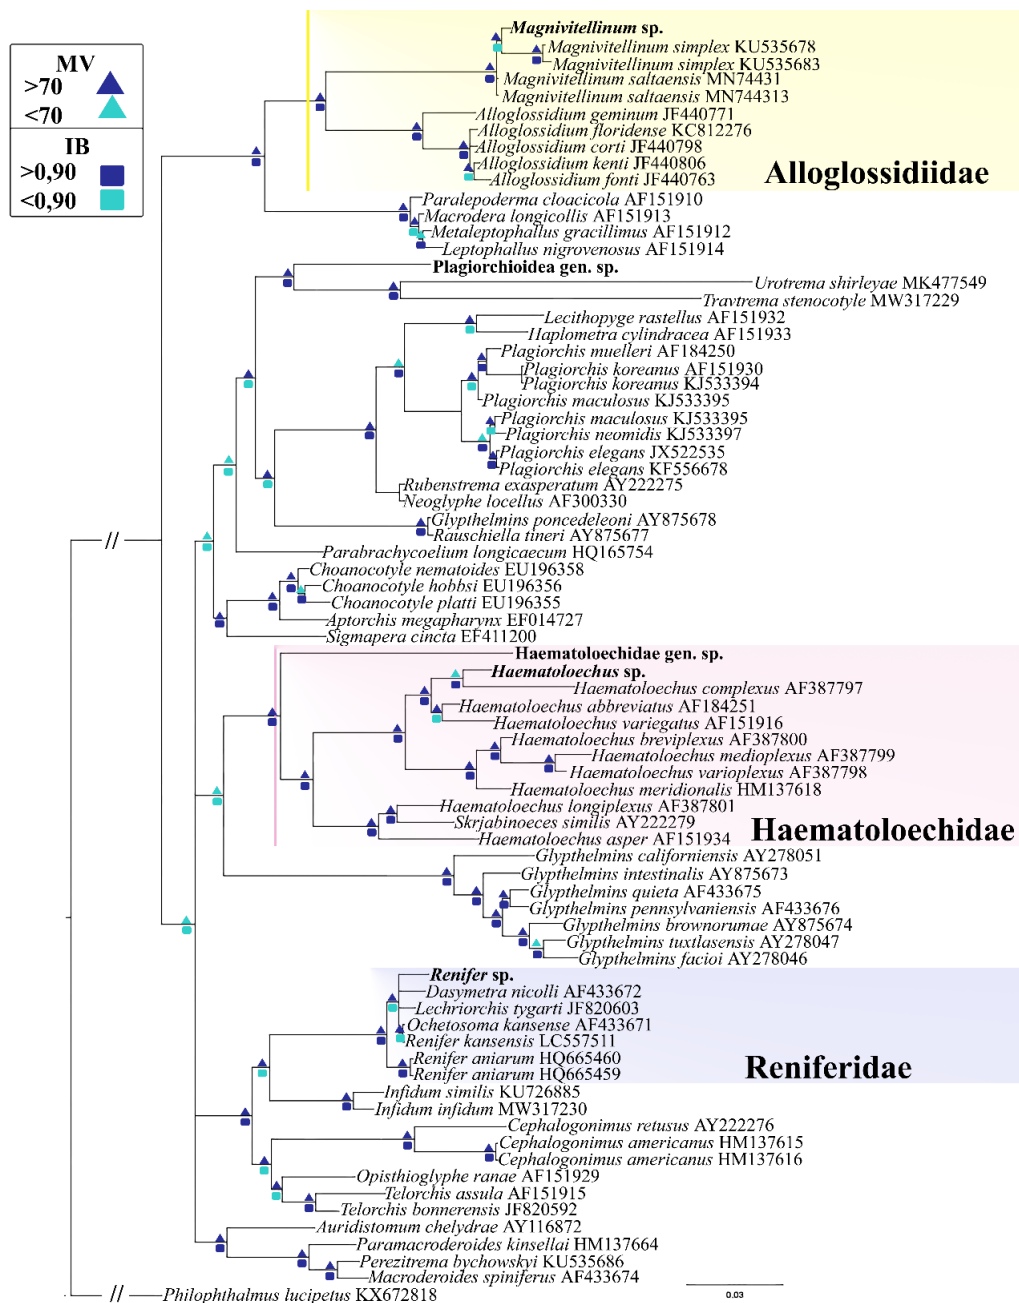 MV
>70
<70
IB
>0,90
<0,90
Magnivitellinum sp.
Magnivitellinum simplex KU535678
Magnivitellinum simplex KU535683
Magnivitellinum saltaensis MN74431
Magnivitellinum saltaensis MN744313
Alloglossidium geminum JF440771
Alloglossidium floridense KC812276
Alloglossidium corti JF440798
Alloglossidium kenti JF440806
Alloglossidium fonti JF440763
Alloglossidiidae
Paralepoderma cloacicola AF151910
Macrodera longicollis AF151913
Metaleptophallus gracillimus AF151912
Leptophallus nigrovenosus AF151914
Plagiorchioidea gen. sp.
Urotrema shirleyae MK477549
Travtrema stenocotyle MW317229
Lecithopyge rastellus AF151932
Haplometra cylindracea AF151933
Plagiorchis muelleri AF184250
Plagiorchis koreanus AF151930
Plagiorchis koreanus KJ533394
Plagiorchis maculosus KJ533395
Plagiorchis maculosus KJ533395
Plagiorchis neomidis KJ533397
Plagiorchis elegans JX522535
Plagiorchis elegans KF556678
Rubenstrema exasperatum AY222275
Neoglyphe locellus AF300330
Glypthelmins poncedeleoni AY875678
Rauschiella tineri AY875677
Parabrachycoelium longicaecum HQ165754
Choanocotyle nematoides EU196358
Choanocotyle hobbsi EU196356
Choanocotyle platti EU196355
Aptorchis megapharynx EF014727
Sigmapera cincta EF411200
Haematoloechidae gen. sp.
Haematoloechus sp.
Haematoloechus complexus AF387797
Haematoloechus abbreviatus AF184251
Haematoloechus variegatus AF151916
Haematoloechus breviplexus AF387800
Haematoloechus medioplexus AF387799
Haematoloechus varioplexus AF387798
Haematoloechus meridionalis HM137618
Haematoloechus longiplexus AF387801
Skrjabinoeces similis AY222279
Haematoloechus asper AF151934
Haematoloechidae
Glypthelmins californiensis AY278051
Glypthelmins intestinalis AY875673
Glypthelmins quieta AF433675
Glypthelmins pennsylvaniensis AF433676
Glypthelmins brownorumae AY875674
Glypthelmins tuxtlasensis AY278047
Glypthelmins facioi AY278046
Renifer sp.
Dasymetra nicolli AF433672
Lechriorchis tygarti JF820603
Ochetosoma kansense AF433671
Renifer kansensis LC557511
Renifer aniarum HQ665460
Renifer aniarum HQ665459
Reniferidae
Infidum similis KU726885
Infidum infidum MW317230
Cephalogonimus retusus AY222276
Cephalogonimus americanus HM137615
Cephalogonimus americanus HM137616
Opisthioglyphe ranae AF151929
Telorchis assula AF151915
Telorchis bonnerensis JF820592
Auridistomum chelydrae AY116872
Paramacroderoides kinsellai HM137664
Perezitrema bychowskyi KU535686
Macroderoides spiniferus AF433674
Philophthalmus lucipetus KX672818
0.03